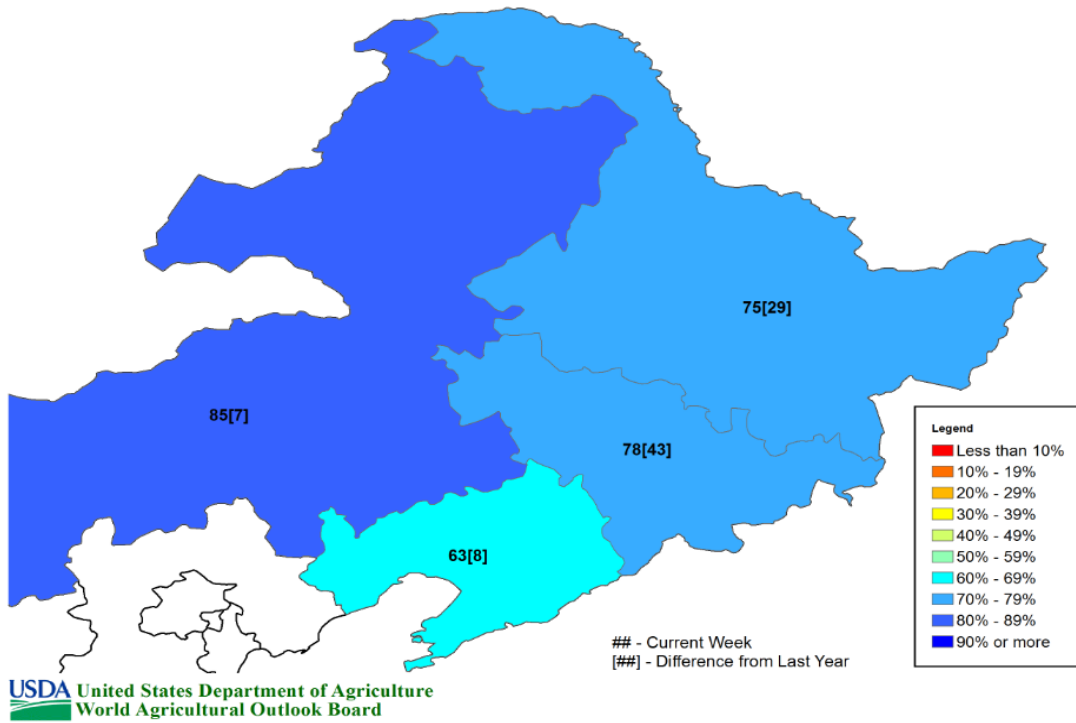 75[29]
85[7]
78[43]
63[8]
Legend
Less than 10%
10% - 19%
20% - 29%
30% - 39%
40% - 49%
50% - 59%
60% - 69%
70% - 79%
80% - 89%
90% or more
## - Current Week
[##] - Difference from Last Year
USDA United States Department of Agriculture
World Agricultural Outlook Board